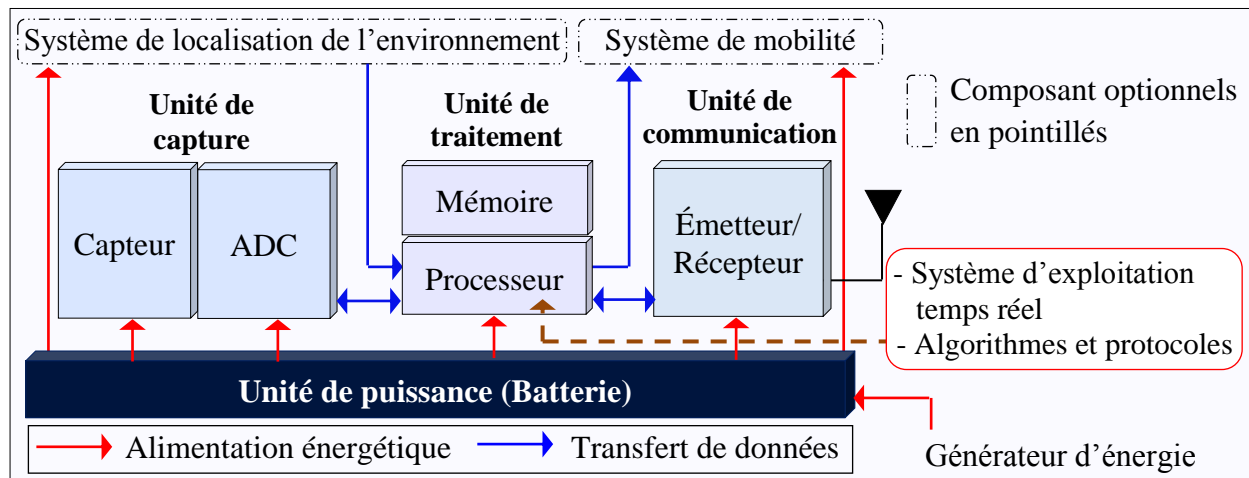 Système de localisation de l’environnement
Système de mobilité
Unité de
capture
Unité de
traitement
Unité de
communication
Composant optionnels
en pointillés
Capteur
ADC
Mémoire
Processeur
Émetteur/
Récepteur
- Système d’exploitation
temps réel
- Algorithmes et protocoles
Unité de puissance (Batterie)
Alimentation énergétique
Transfert de données
Générateur d’énergie